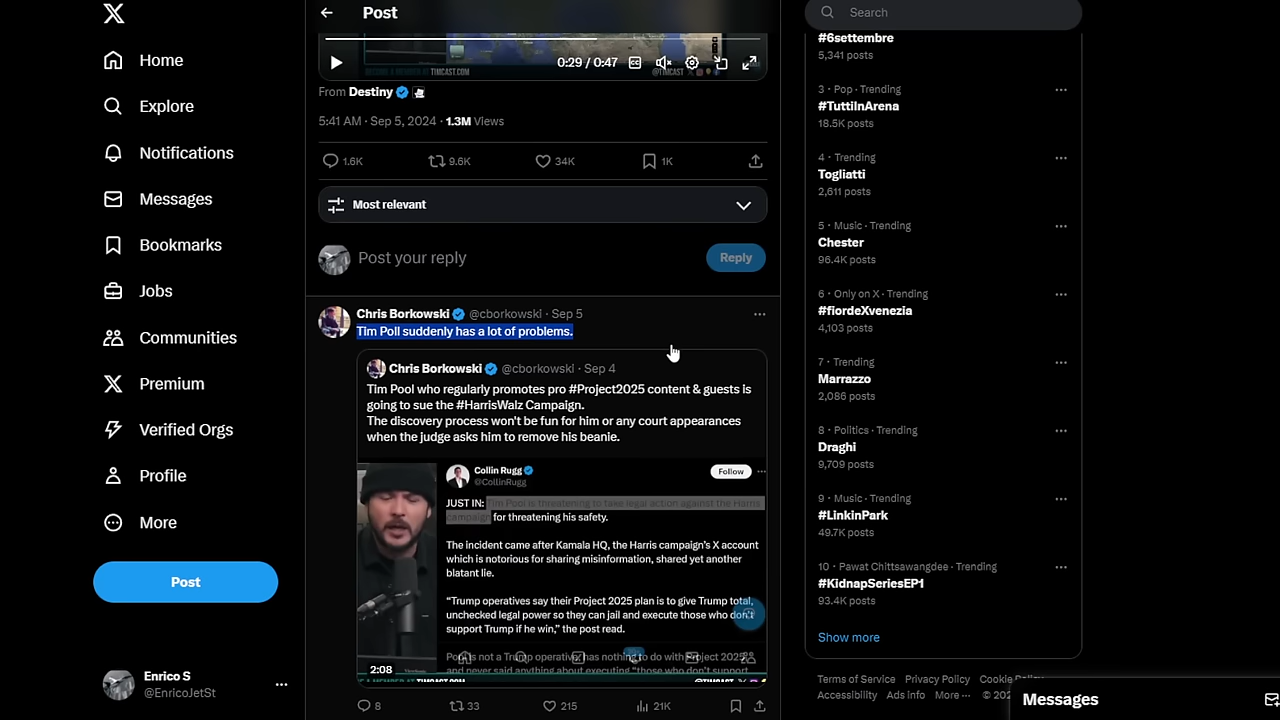 Post
Search
Home
Explore
Notifications
Messages
Bookmarks
Jobs
Communities
Premium
Verified Orgs
Profile
More
Post
Enrico S
@EnricoJetSt
TIMCAST.COM
@TIMCAST
0:29 / 0:47
From Destiny
5:41 AM · Sep 5, 2024 · 1.3M Views
1.6K
9.6K
34K
1K
Most relevant
Post your reply
Reply
Chris Borkowski @cborkowski · Sep 5
Tim Poll suddenly has a lot of problems.
Chris Borkowski @cborkowski · Sep 4
Tim Pool who regularly promotes pro #Project2025 content & guests is
going to sue the #HarrisWalz Campaign.
The discovery process won't be fun for him or any court appearances
when the judge asks him to remove his beanie.
Collin Rugg
@CollinRugg
Follow
JUST IN: Tim Pool is threatening to take legal action against the Harris
campaign for threatening his safety.
The incident came after Kamala HQ, the Harris campaign's X account
which is notorious for sharing misinformation, shared yet another
blatant lie.
“Trump operatives say their Project 2025 plan is to give Trump total,
unchecked legal power so they can jail and execute those who don't
support Trump if he win,” the post read.
Pool is not a Trump operative, has nothing to do with Project 2025
and never said anything about executing “those who don't support
2:08
8
33
215
21K
#6settembre
5,341 posts
3 · Pop · Trending
#TuttiInArena
18.5K posts
4 · Trending
Togliatti
2,611 posts
5 · Music · Trending
Chester
96.4K posts
6 · Only on X · Trending
#fiordeXvenezia
4,103 posts
7 · Trending
Marrazzo
2,086 posts
8 · Politics · Trending
Draghi
9,709 posts
9 · Music · Trending
#LinkinPark
49.7K posts
10 · Pawat Chittsawangdee · Trending
#KidnapSeriesEP1
93.4K posts
Show more
Terms of Service Privacy Policy Cookie
Accessibility Ads info More ··· © 202
Messages